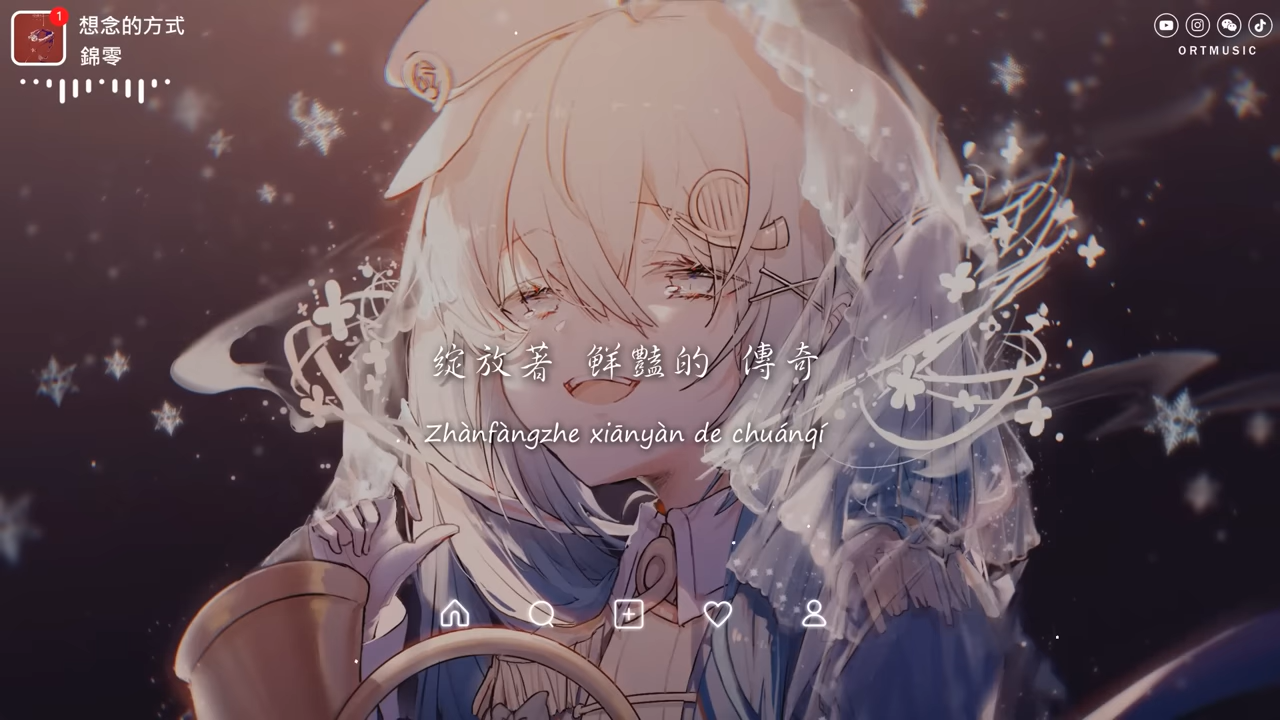 1
想念的方式
錦零
ORTMUSIC
綻放著 鮮豔的 傳奇
Zhànfàngzhe xiānyàn de chuánqí